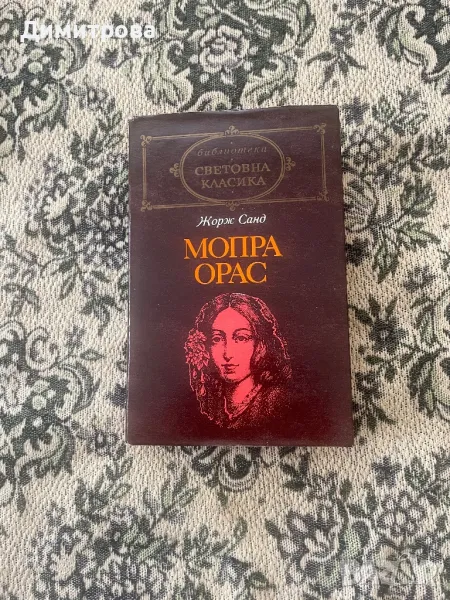 Димитрова
библиотека
СВЕТОВНА
КЛАСИКА
Жорж Санд
МОПРА
ОРАС